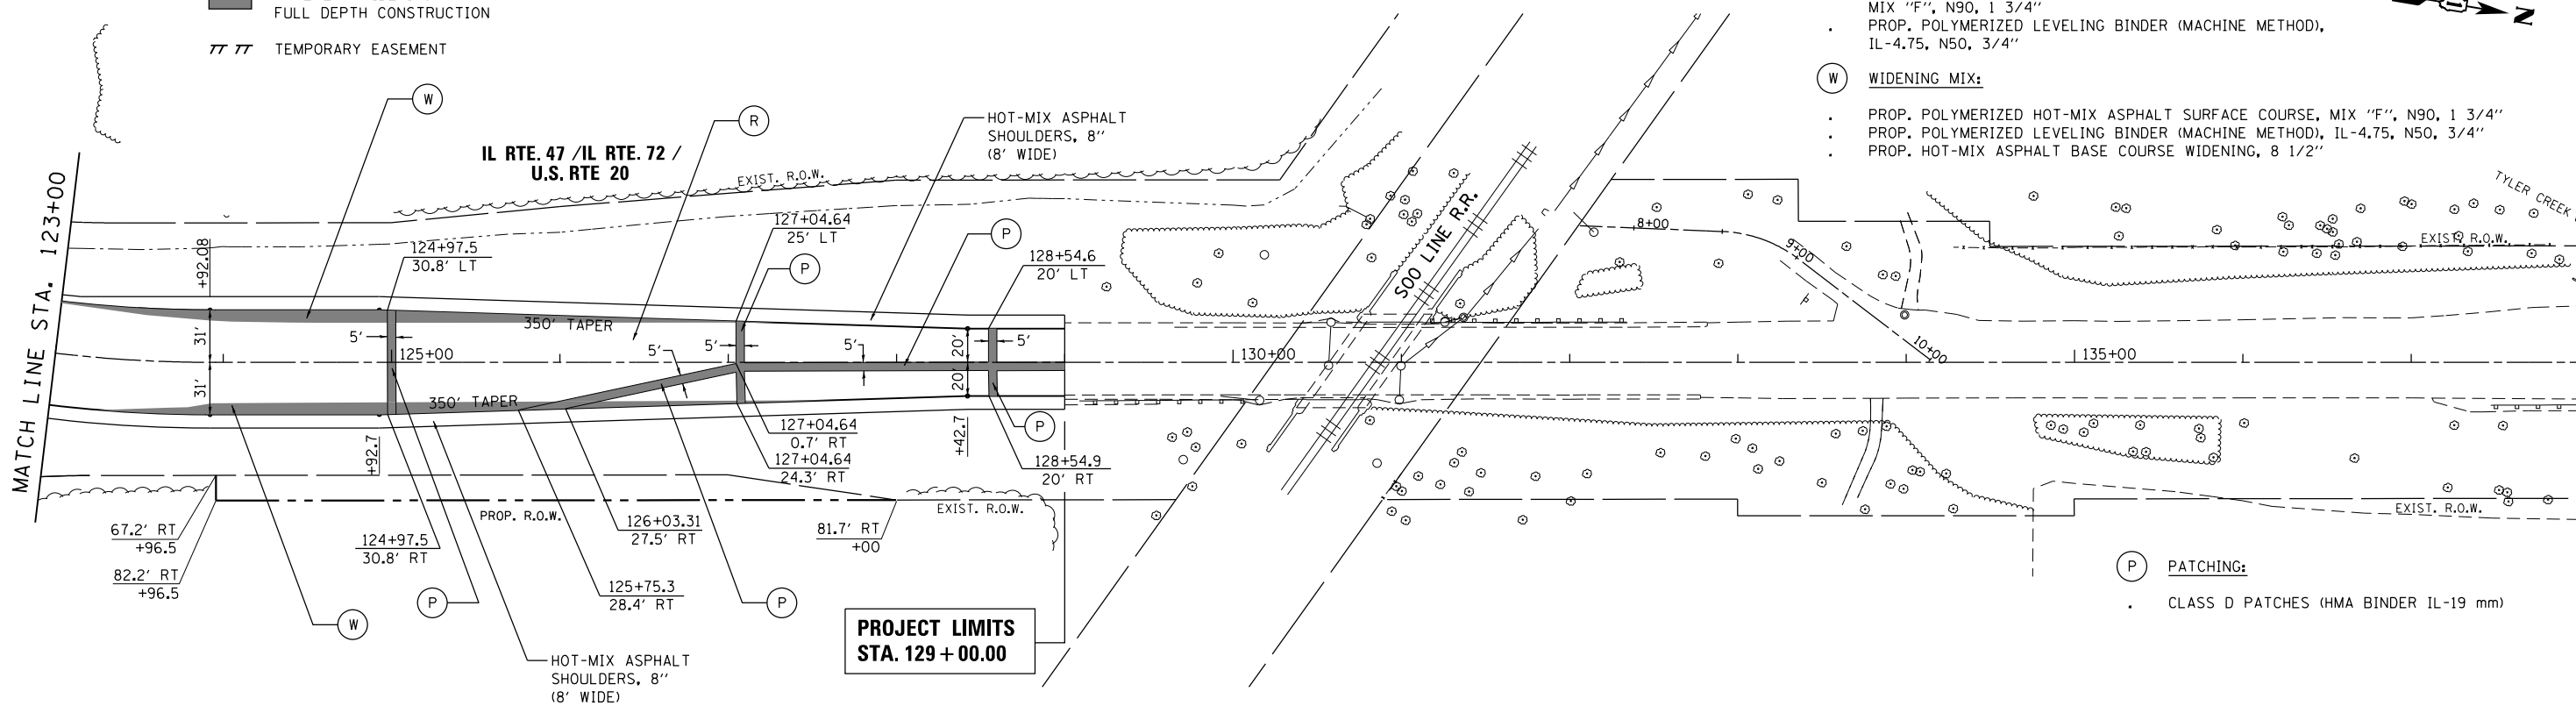 FULL DEPTH CONSTRUCTION
TEMPORARY EASEMENT
MIX "F", N90, 1 3/4"
. PROP. POLYMERIZED LEVELING BINDER (MACHINE METHOD),
IL-4.75, N50, 3/4"
N
W WIDENING MIX:
. PROP. POLYMERIZED HOT-MIX ASPHALT SURFACE COURSE, MIX "F", N90, 1 3/4"
. PROP. POLYMERIZED LEVELING BINDER (MACHINE METHOD), IL-4.75, N50, 3/4"
. PROP. HOT-MIX ASPHALT BASE COURSE WIDENING, 8 1/2"
W
R
HOT-MIX ASPHALT
SHOULDERS, 8"
(8' WIDE)
IL RTE. 47 /IL RTE. 72 /
U.S. RTE 20
EXIST. R.O.W.
MATCH LINE STA. 123+00
+92.08
124+97.5
30.8' LT
127+04.64
25' LT
P
P
128+54.6
20' LT
SOO LINE R.R.
8+00
9+00
10+00
TYLER CREEK
EXIST. R.O.W.
31'
31'
5'
125+00
350' TAPER
5'
5'
5'
20'
20'
5'
130+00
135+00
350' TAPER
+92.7
127+04.64
0.7' RT
127+04.64
24.3' RT
+42.7
P
128+54.9
20' RT
67.2' RT
+96.5
82.2' RT
+96.5
PROP. R.O.W.
124+97.5
30.8' RT
126+03.31
27.5' RT
125+75.3
28.4' RT
81.7' RT
+00
EXIST. R.O.W.
EXIST. R.O.W.
W
P
P
HOT-MIX ASPHALT
SHOULDERS, 8"
(8' WIDE)
PROJECT LIMITS
STA. 129+00.00
P PATCHING:
. CLASS D PATCHES (HMA BINDER IL-19 mm)